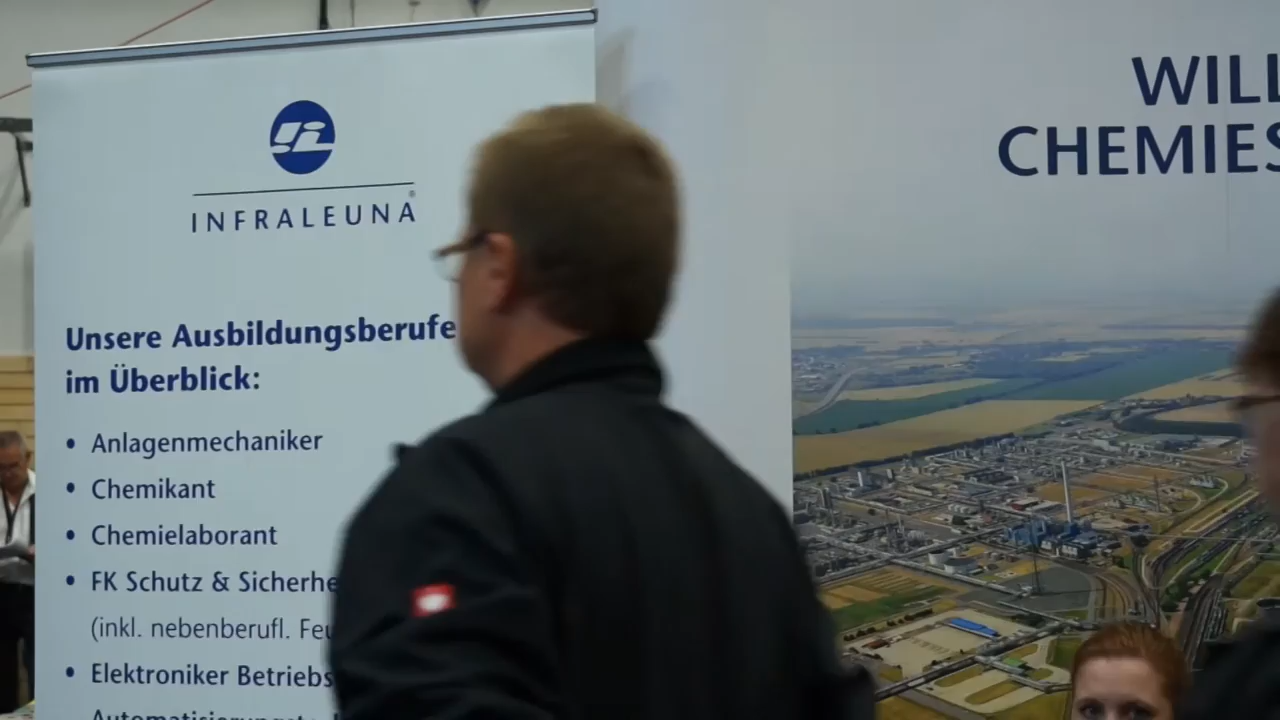 INFRALEUNA®
Unsere Ausbildungsberufe
im Überblick:
• Anlagenmechaniker
• Chemikant
• Chemielaborant
• FK Schutz & Sicherhe
(inkl. nebenberufl. Feu
• Elektroniker Betriebs
WILL
CHEMIES